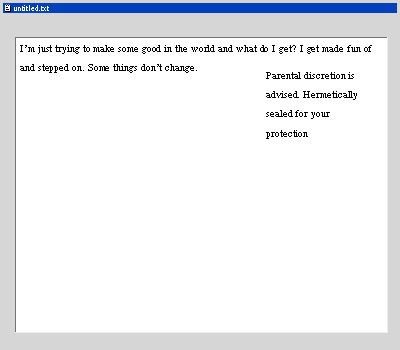 untitled.txt
I'm just trying to make some good in the world and what do I get? I get made fun of
and stepped on. Some things don't change.
Parental discretion is
advised. Hermetically
sealed for your
protection